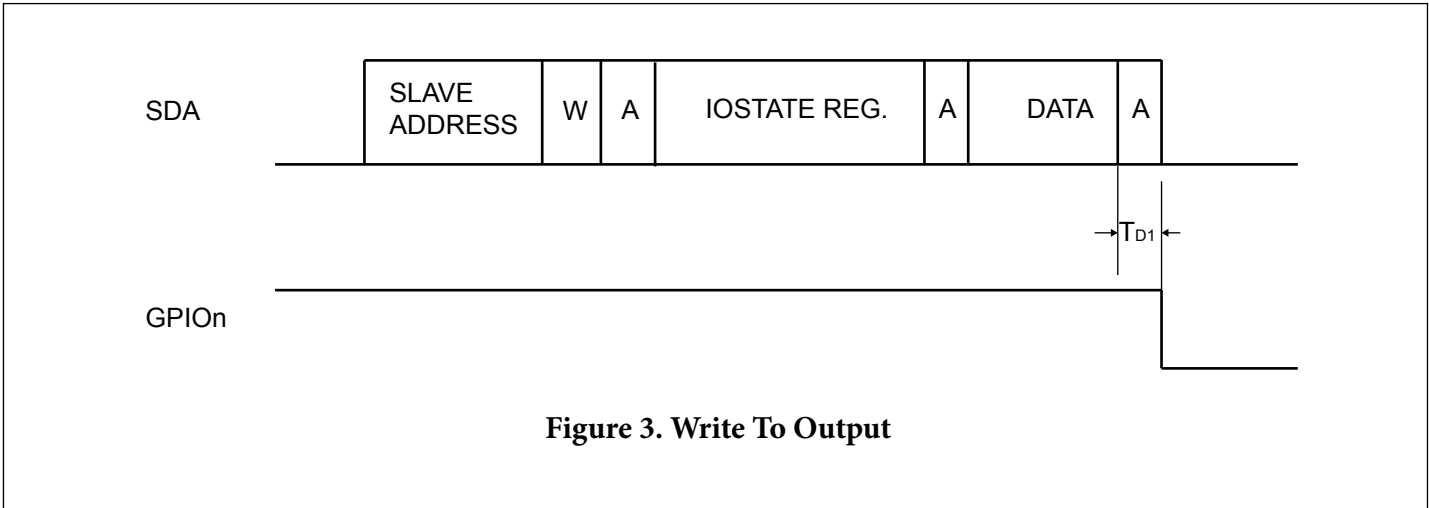 SDA
SLAVE
ADDRESS
W
A
IOSTATE REG.
A
DATA
A
TD1
GPIOn
Figure 3. Write To Output